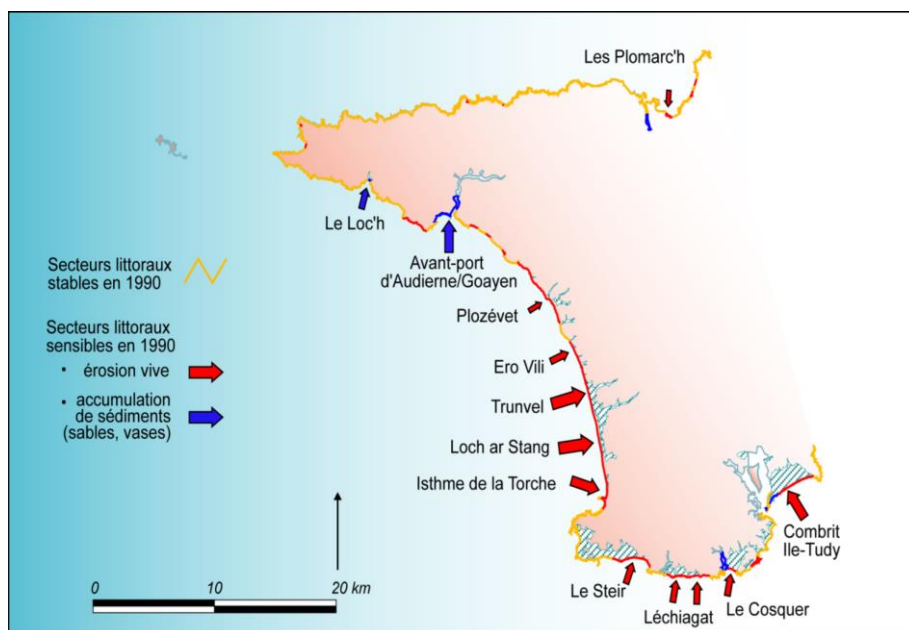 Les Plomarc'h
Le Loc'h
Avant-port
d'Audierne/Goayen
Secteurs littoraux
stables en 1990
Plozévet
Secteurs littoraux
sensibles en 1990
Ero Vili
• érosion vive
Trunvel
• accumulation
de sédiments
(sables, vases)
Loch ar Stang
Isthme de la Torche
Combrit
Ile-Tudy
0 10 20 km
Le Steir
Léchiagat
Le Cosquer